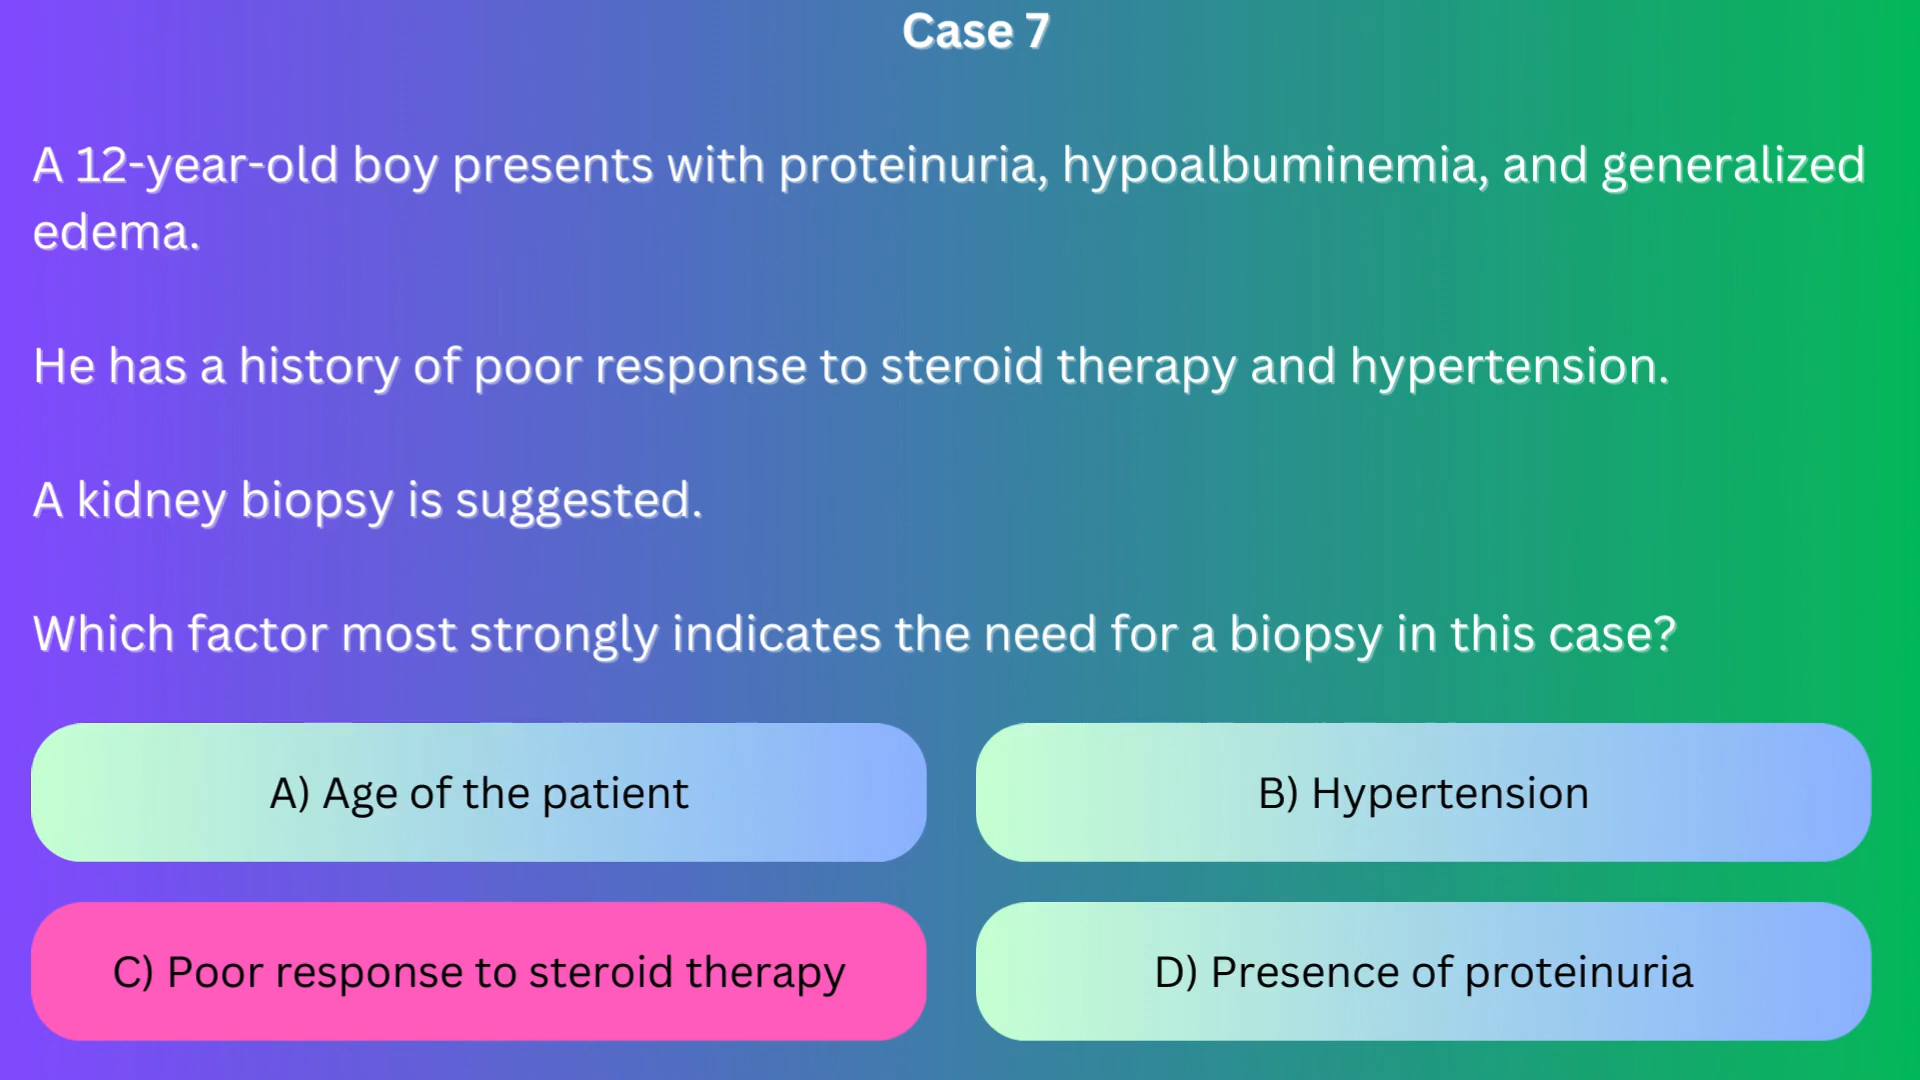 Case 7
A 12-year-old boy presents with proteinuria, hypoalbuminemia, and generalized
edema.
He has a history of poor response to steroid therapy and hypertension.
A kidney biopsy is suggested.
Which factor most strongly indicates the need for a biopsy in this case?
A) Age of the patient
B) Hypertension
C) Poor response to steroid therapy
D) Presence of proteinuria